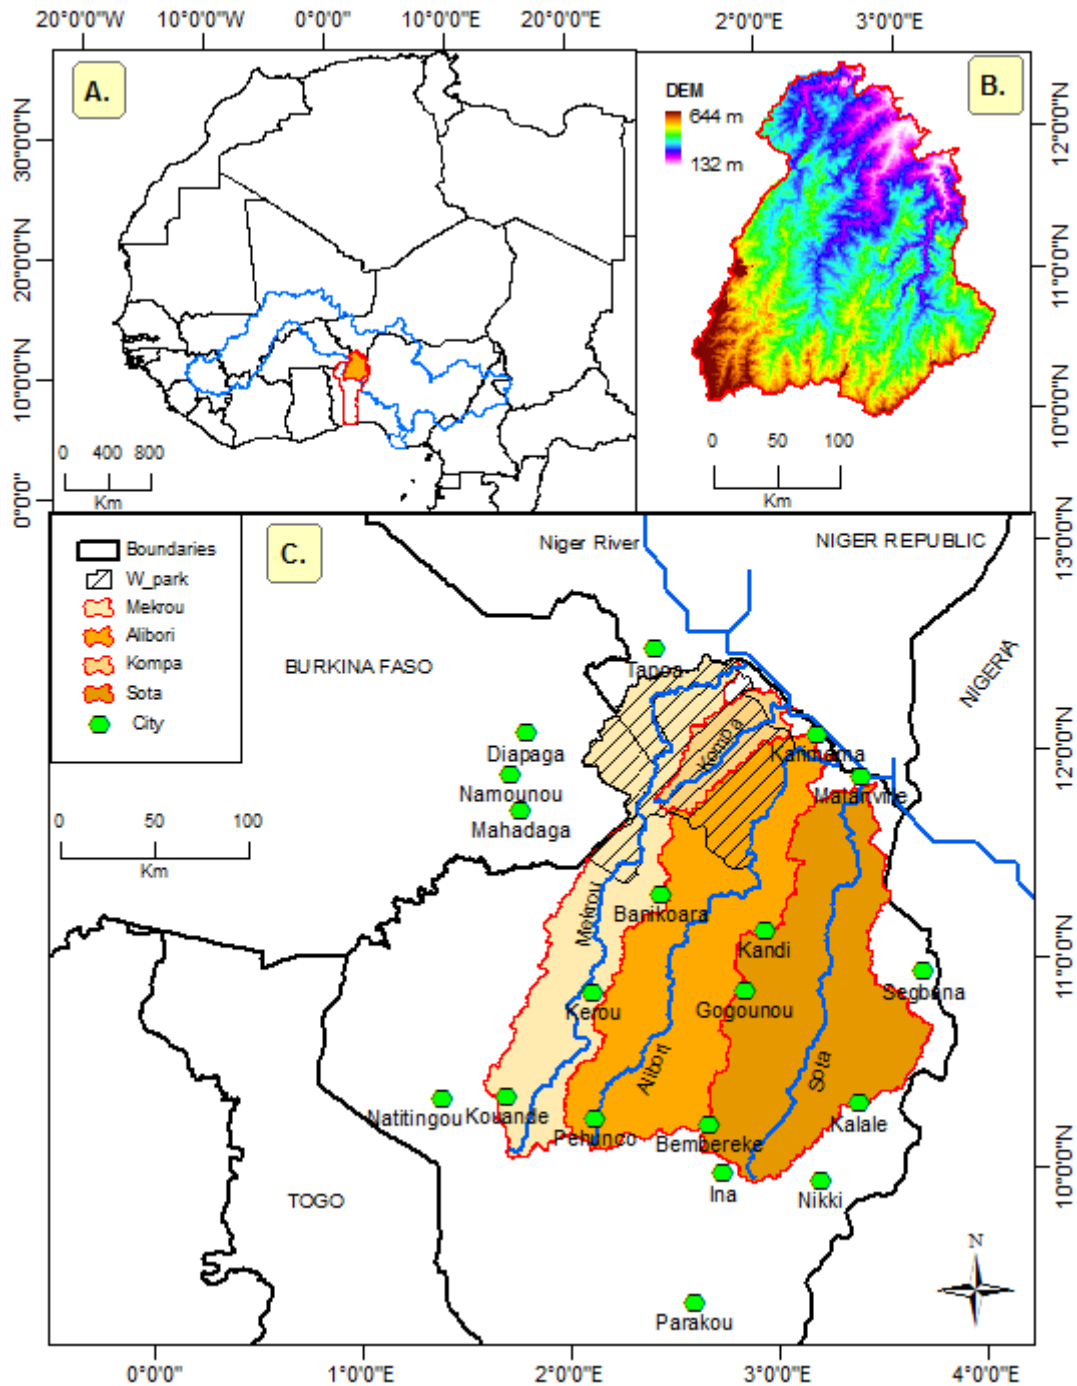 20°0'0"W 10°0'0"W 0°0'0" 10°0'0"E 20°0'0"E
2°0'0"E 3°0'0"E
A.
30°0'0"N
20°0'0"N
10°0'0"N
0°0'0"
0 400 800
Km
B.
DEM
644 m
132 m
12°0'0"N
11°0'0"N
10°0'0"N
0 50 100
Km
C.
Boundaries
W_park
Mekrou
Alibori
Kompa
Sota
City
0 50 100
Km
Niger River
NIGER REPUBLIC
BURKINA FASO
NIGERIA
TOGO
Tapoa
Diapaga
Namounou
Mahadaga
Kompa
Karimama
Malanville
Mekrou
Banikoara
Kandi
Segbana
Kerou
Gogounou
Alibori
Sota
Natitingou
Kouande
Pehunco
Bembereke
Kalale
Ina
Nikki
Parakou
N
13°0'0"N
12°0'0"N
11°0'0"N
10°0'0"N
0°0'0"E 1°0'0"E 2°0'0"E 3°0'0"E 4°0'0"E